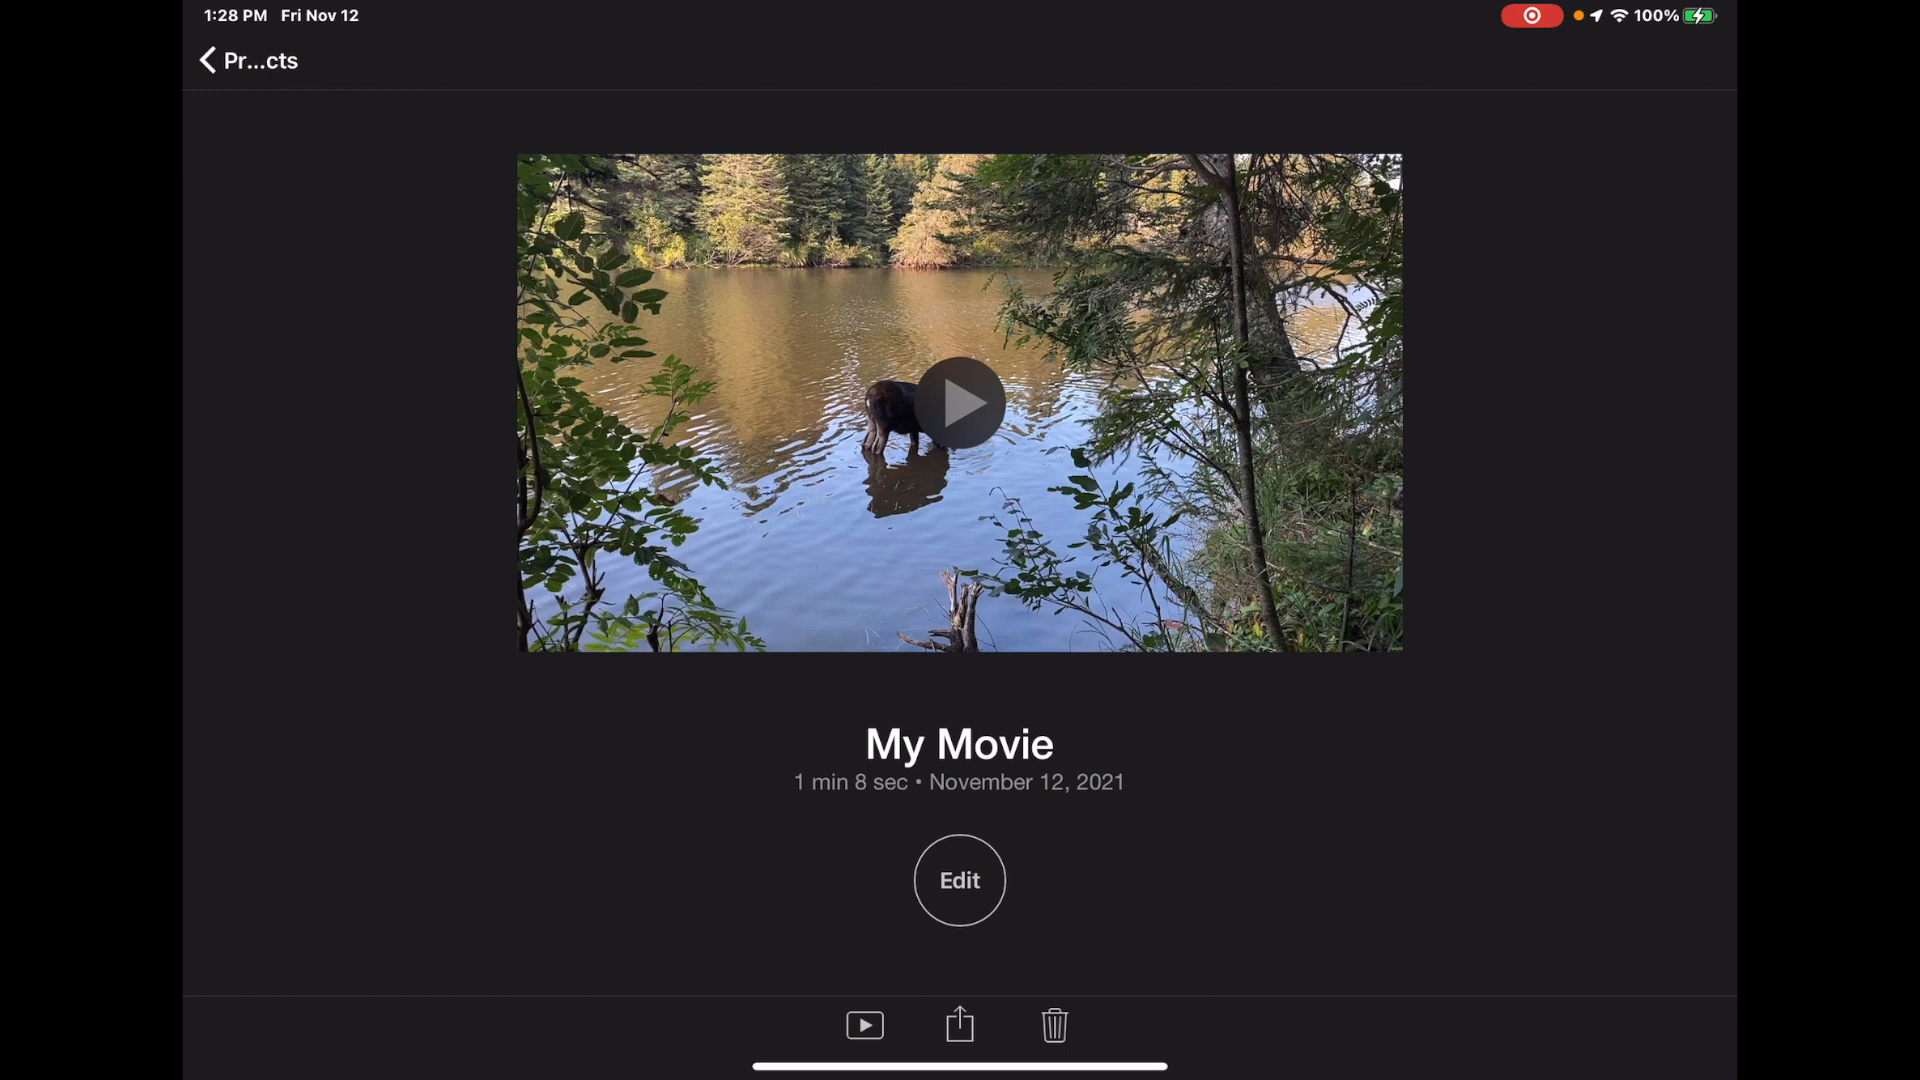 1:28 PM Fri Nov 12
100%
Pr...cts
My Movie
1 min 8 sec • November 12, 2021
Edit